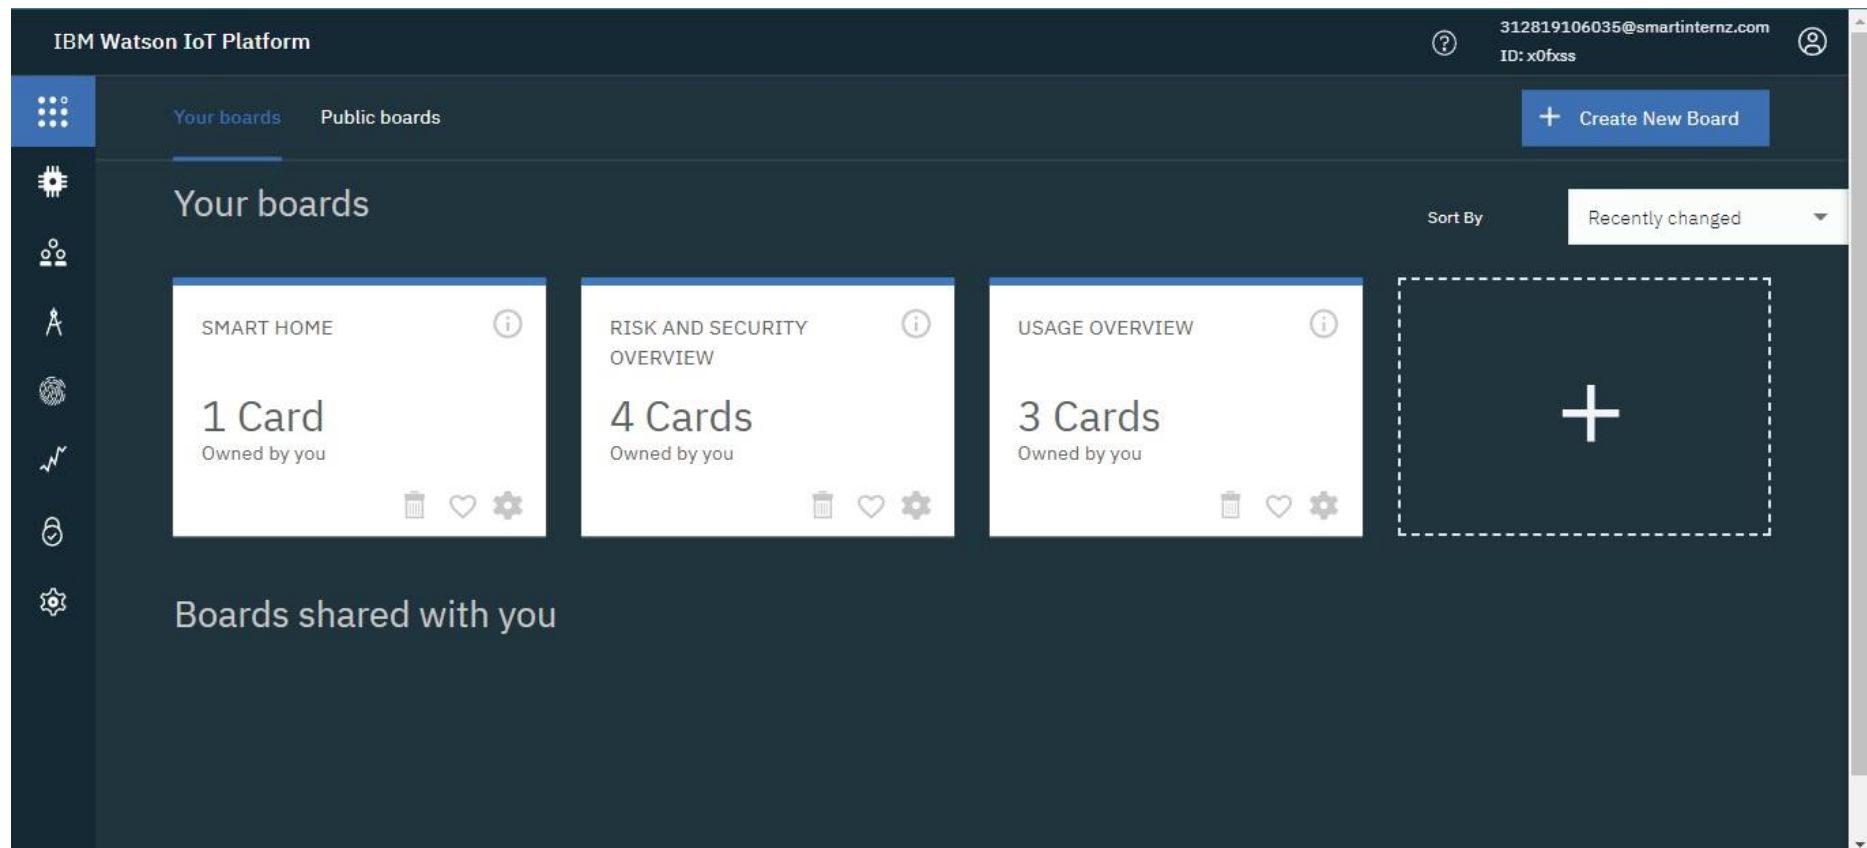 IBM Watson IoT Platform
312819106035@smartinternz.com
ID: x0fxss
Your boards
Public boards
Create New Board
Your boards
Sort By
Recently changed
SMART HOME
1 Card
Owned by you
RISK AND SECURITY
OVERVIEW
4 Cards
Owned by you
USAGE OVERVIEW
3 Cards
Owned by you
Boards shared with you